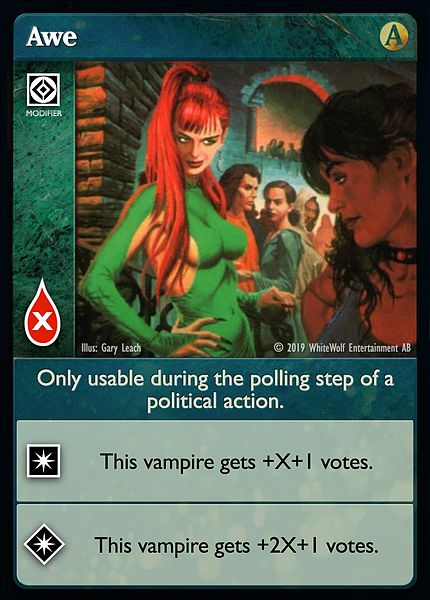 Awe
A
MODIFIER
X
Illus: Gary Leach
© 2019 WhiteWolf Entertainment AB
Only usable during the polling step of a
political action.
This vampire gets +X+1 votes.
This vampire gets +2X+1 votes.